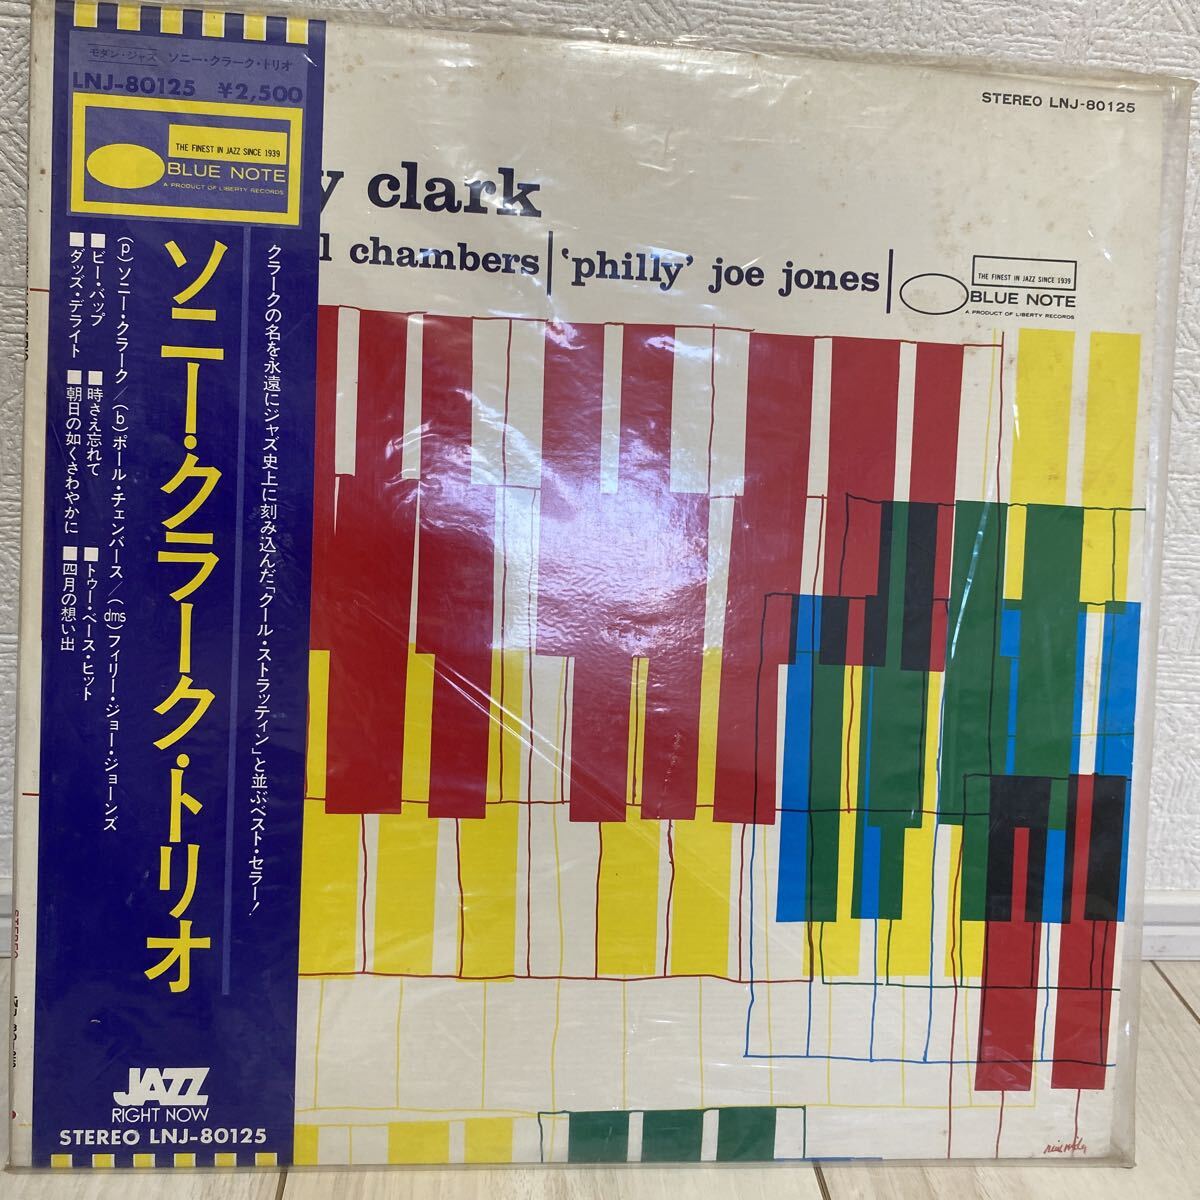 モダン・ジャズ ソニー・クラーク・トリオ
LNJ-80125 ¥2,500
THE FINEST IN JAZZ SINCE 1939
BLUE NOTE
A PRODUCT OF LIBERTY RECORDS
クラークの名を永遠にジャズ史上に刻み込んだ「クール・ストラッティン」と並ぶベスト・セラー!
ソニー・クラーク・トリオ
(p)ソニー・クラーク/(b)ポール・チェンバース/(dms)フィリー・ジョー・ジョーンズ
■ビー・バップ ■時さえ忘れて ■トゥー・ベース・ヒット
■ダッズ・デライト ■朝日の如くさわやかに ■四月の想い出
JAZZ
RIGHT NOW
STEREO LNJ-80125
STEREO LNJ-80125
y clark
l chambers 'philly' joe jones
THE FINEST IN JAZZ SINCE 1939
BLUE NOTE
A PRODUCT OF LIBERTY RECORDS